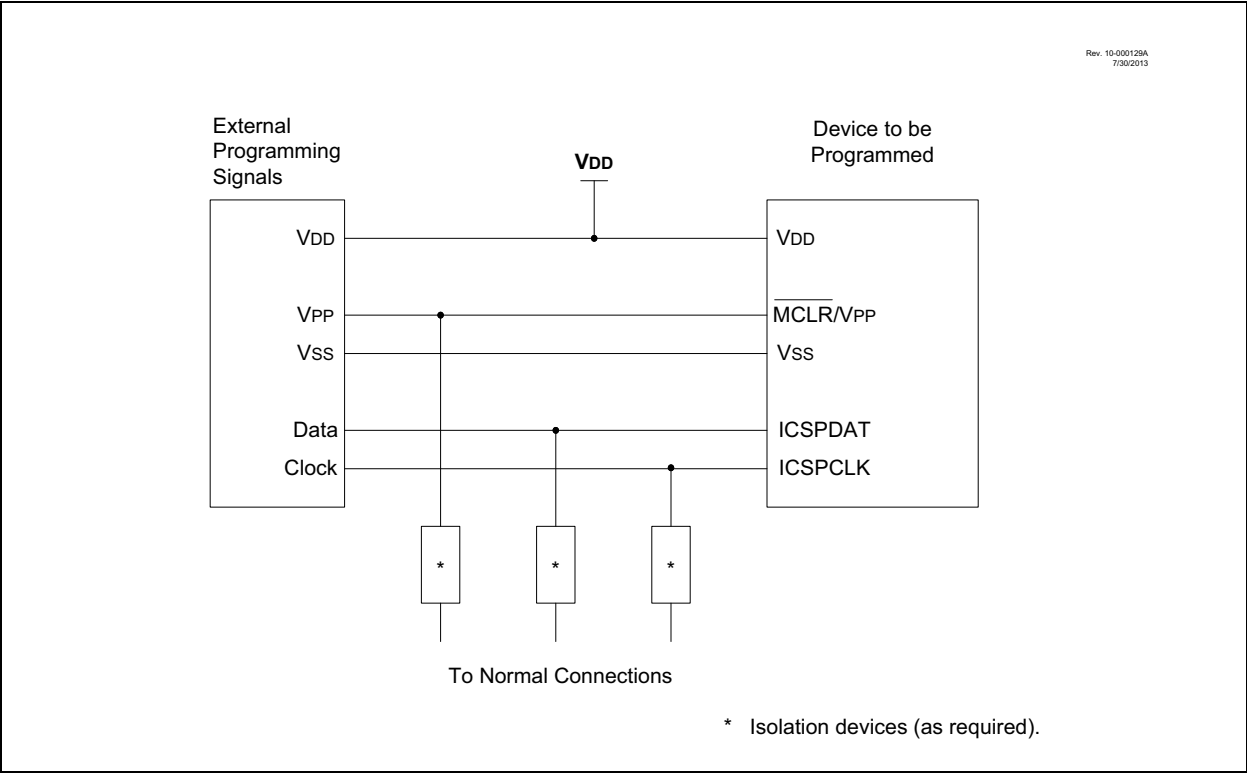 Rev. 10-000129A
7/30/2013
External
Programming
Signals
VDD
Device to be
Programmed
VDD
VDD
VPP
MCLR/VPP
VSS
VSS
Data
ICSPDAT
Clock
ICSPCLK
*
*
*
To Normal Connections
* Isolation devices (as required).